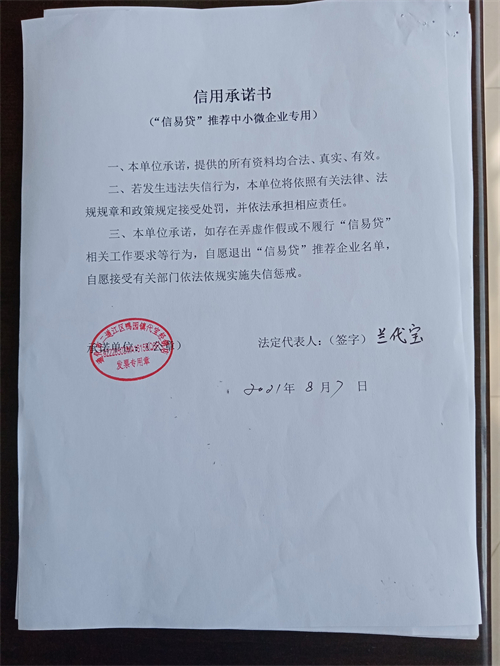 信用承诺书
（“信易贷”推荐中小微企业专用）
一、本单位承诺，提供的所有资料均合法、真实、有效。
二、若发生违法失信行为，本单位将依照有关法律、法
规规章和政策规定接受处罚，并依法承担相应责任。
三、本单位承诺，如存在弄虚作假或不履行“信易贷”
相关工作要求等行为，自愿退出“信易贷”推荐企业名单，
自愿接受有关部门依法依规实施失信惩戒。
承诺单位：（公章） 法定代表人：（签字）兰代宝
发票专用章
2021年8月7日